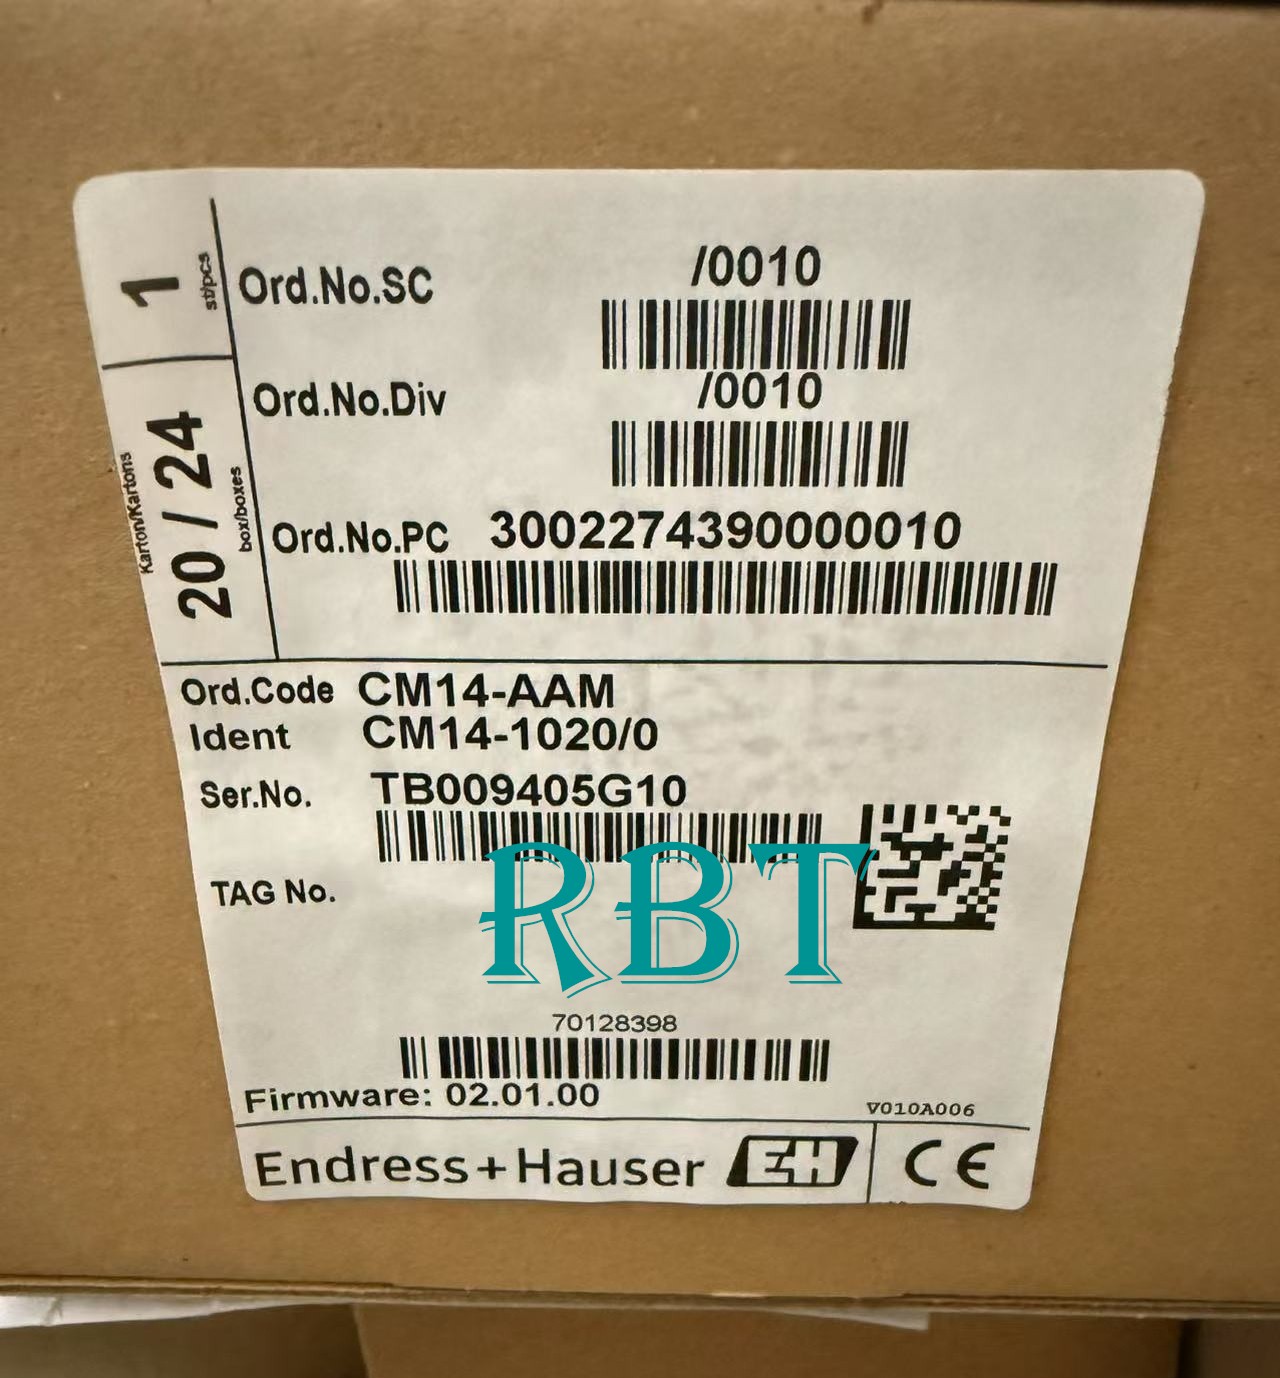 1
st/pcs
Karton/Kartons
20 / 24
box/boxes
Ord.No.SC /0010
Ord.No.Div /0010
Ord.No.PC 3002274390000010
Ord.Code CM14-AAM
Ident CM14-1020/0
Ser.No. TB009405G10
TAG No.
RBT
70128398
Firmware: 02.01.00
V010A006
Endress+Hauser EH CE